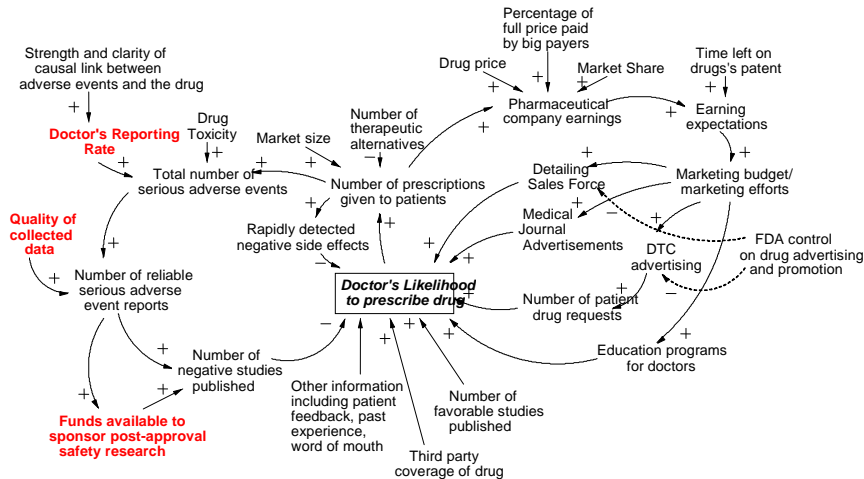 Strength and clarity of
causal link between
adverse events and the drug
+
Doctor's Reporting
Rate
+
Drug
Toxicity
+
Total number of
serious adverse events
+
Quality of
collected
data
+
+
Number of reliable
serious adverse
event reports
+
+
Funds available to
sponsor post-approval
safety research
+
Number of
negative studies
published
−
Market size
+
Number of
therapeutic
alternatives
−
Number of prescriptions
given to patients
+
Rapidly detected
negative side effects
−
+
Doctor's Likelihood
to prescribe drug
Other information
including patient
feedback, past
experience,
word of mouth
+
Third party
coverage of drug
+
Number of
favorable studies
published
+
Percentage of
full price paid
by big payers
+
Drug price
+
Market Share
+
Pharmaceutical
company earnings
+
Time left on
drugs's patent
+
Earning
expectations
+
+
Marketing budget/
marketing efforts
+
Detailing
Sales Force
−
+
+
Medical
Journal
Advertisements
+
DTC
advertising
−
FDA control
on drug advertising
and promotion
+
Number of patient
drug requests
+
+
Education programs
for doctors
+